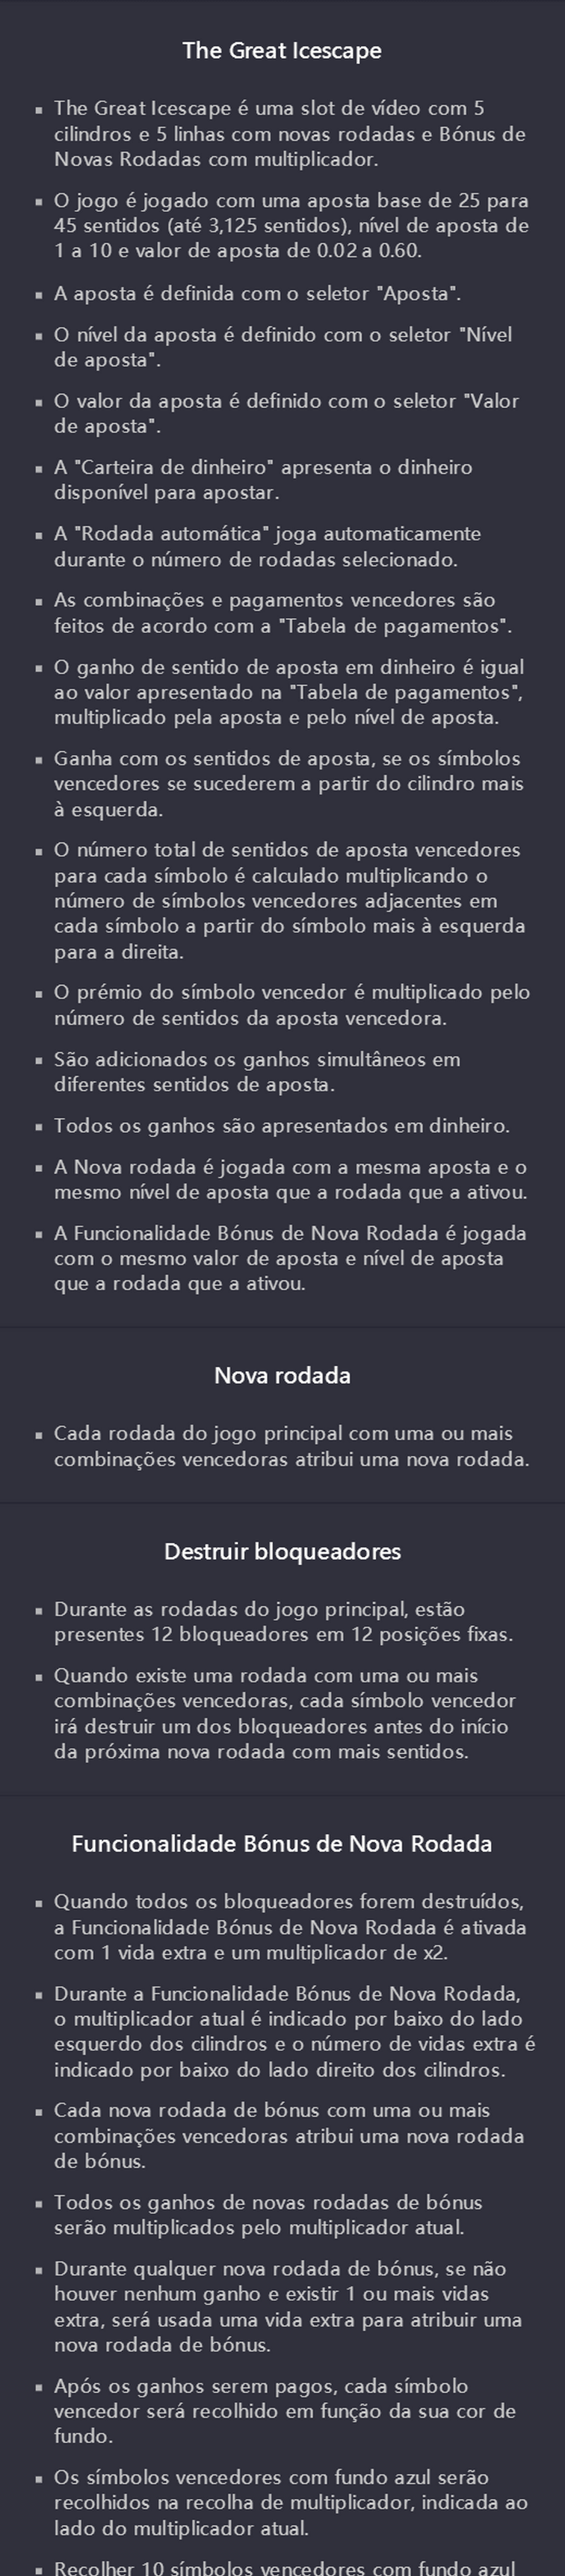 The Great Icescape
▪ The Great Icescape é uma slot de vídeo com 5
cilindros e 5 linhas com novas rodadas e Bónus de
Novas Rodadas com multiplicador.
▪ O jogo é jogado com uma aposta base de 25 para
45 sentidos (até 3,125 sentidos), nível de aposta de
1 a 10 e valor de aposta de 0.02 a 0.60.
▪ A aposta é definida com o seletor "Aposta".
▪ O nível da aposta é definido com o seletor "Nível
de aposta".
▪ O valor da aposta é definido com o seletor "Valor
de aposta".
▪ A "Carteira de dinheiro" apresenta o dinheiro
disponível para apostar.
▪ A "Rodada automática" joga automaticamente
durante o número de rodadas selecionado.
▪ As combinações e pagamentos vencedores são
feitos de acordo com a "Tabela de pagamentos".
▪ O ganho de sentido de aposta em dinheiro é igual
ao valor apresentado na "Tabela de pagamentos",
multiplicado pela aposta e pelo nível de aposta.
▪ Ganha com os sentidos de aposta, se os símbolos
vencedores se sucederem a partir do cilindro mais
à esquerda.
▪ O número total de sentidos de aposta vencedores
para cada símbolo é calculado multiplicando o
número de símbolos vencedores adjacentes em
cada símbolo a partir do símbolo mais à esquerda
para a direita.
▪ O prémio do símbolo vencedor é multiplicado pelo
número de sentidos da aposta vencedora.
▪ São adicionados os ganhos simultâneos em
diferentes sentidos de aposta.
▪ Todos os ganhos são apresentados em dinheiro.
▪ A Nova rodada é jogada com a mesma aposta e o
mesmo nível de aposta que a rodada que a ativou.
▪ A Funcionalidade Bónus de Nova Rodada é jogada
com o mesmo valor de aposta e nível de aposta
que a rodada que a ativou.
Nova rodada
▪ Cada rodada do jogo principal com uma ou mais
combinações vencedoras atribui uma nova rodada.
Destruir bloqueadores
▪ Durante as rodadas do jogo principal, estão
presentes 12 bloqueadores em 12 posições fixas.
▪ Quando existe uma rodada com uma ou mais
combinações vencedoras, cada símbolo vencedor
irá destruir um dos bloqueadores antes do início
da próxima nova rodada com mais sentidos.
Funcionalidade Bónus de Nova Rodada
▪ Quando todos os bloqueadores forem destruídos,
a Funcionalidade Bónus de Nova Rodada é ativada
com 1 vida extra e um multiplicador de x2.
▪ Durante a Funcionalidade Bónus de Nova Rodada,
o multiplicador atual é indicado por baixo do lado
esquerdo dos cilindros e o número de vidas extra é
indicado por baixo do lado direito dos cilindros.
▪ Cada nova rodada de bónus com uma ou mais
combinações vencedoras atribui uma nova rodada
de bónus.
▪ Todos os ganhos de novas rodadas de bónus
serão multiplicados pelo multiplicador atual.
▪ Durante qualquer nova rodada de bónus, se não
houver nenhum ganho e existir 1 ou mais vidas
extra, será usada uma vida extra para atribuir uma
nova rodada de bónus.
▪ Após os ganhos serem pagos, cada símbolo
vencedor será recolhido em função da sua cor de
fundo.
▪ Os símbolos vencedores com fundo azul serão
recolhidos na recolha de multiplicador, indicada ao
lado do multiplicador atual.
▪ Recolher 10 símbolos vencedores com fundo azul